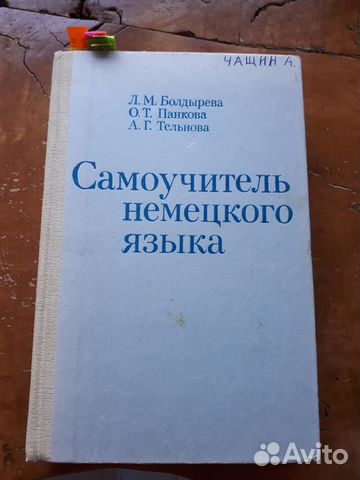 ЧАЩИН А.
Л. М. Болдырева
О. Т. Панкова
А. Г. Тельнова
Самоучитель
немецкого
языка
Avito